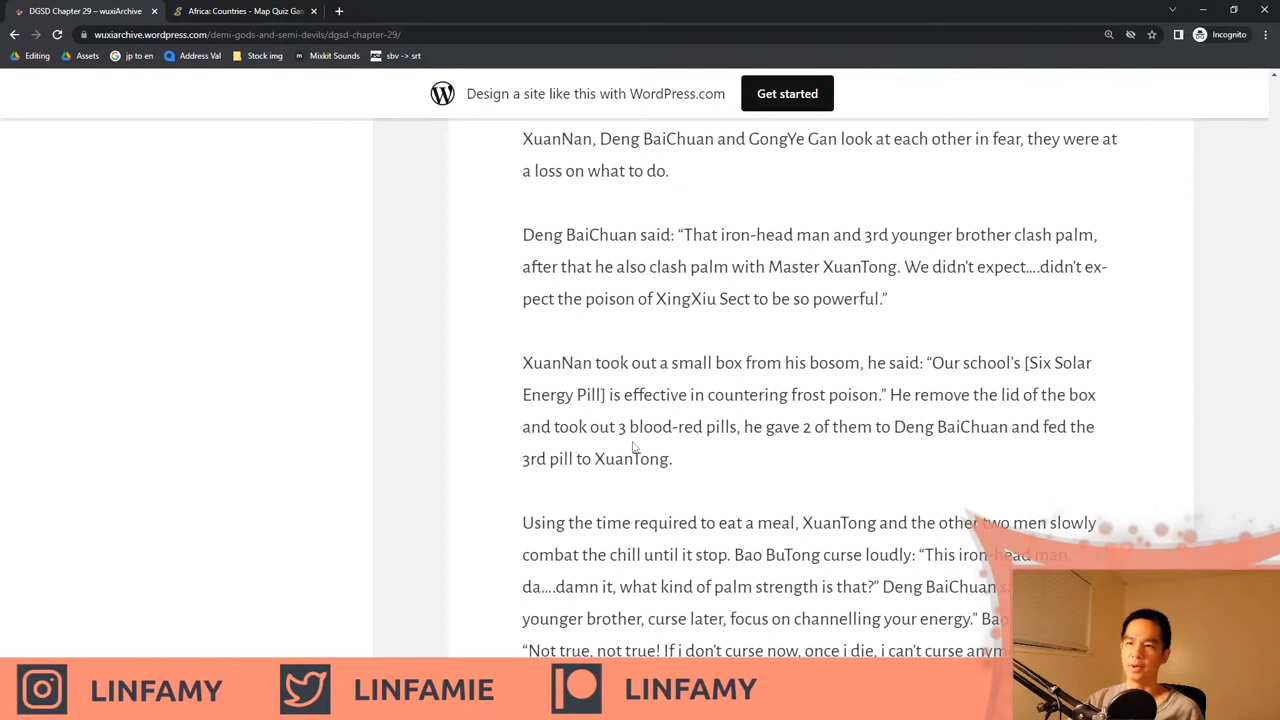 DGSD Chapter 29 – wuxiArchive
Africa: Countries - Map Quiz Gan
wuxiArchive.wordpress.com/demi-gods-and-semi-devils/dgsd-chapter-29/
Incognito
Editing
Assets
jp to en
Address Val
Stock img
Mixkit Sounds
sbv -> srt
Design a site like this with WordPress.com
Get started
XuanNan, Deng BaiChuan and GongYe Gan look at each other in fear, they were at
a loss on what to do.
Deng BaiChuan said: “That iron-head man and 3rd younger brother clash palm,
after that he also clash palm with Master XuanTong. We didn’t expect….didn’t ex-
pect the poison of XingXiu Sect to be so powerful.”
XuanNan took out a small box from his bosom, he said: “Our school’s [Six Solar
Energy Pill] is effective in countering frost poison.” He remove the lid of the box
and took out 3 blood-red pills, he gave 2 of them to Deng BaiChuan and fed the
3rd pill to XuanTong.
Using the time required to eat a meal, XuanTong and the other two men slowly
combat the chill until it stop. Bao BuTong curse loudly: “This iron-head man,
da….damn it, what kind of palm strength is that?” Deng BaiChuan
younger brother, curse later, focus on channelling your energy.”
“Not true, not true! If i don’t curse now, once i die, i can’t curse
LINFAMY
LINFAMIE
LINFAMY